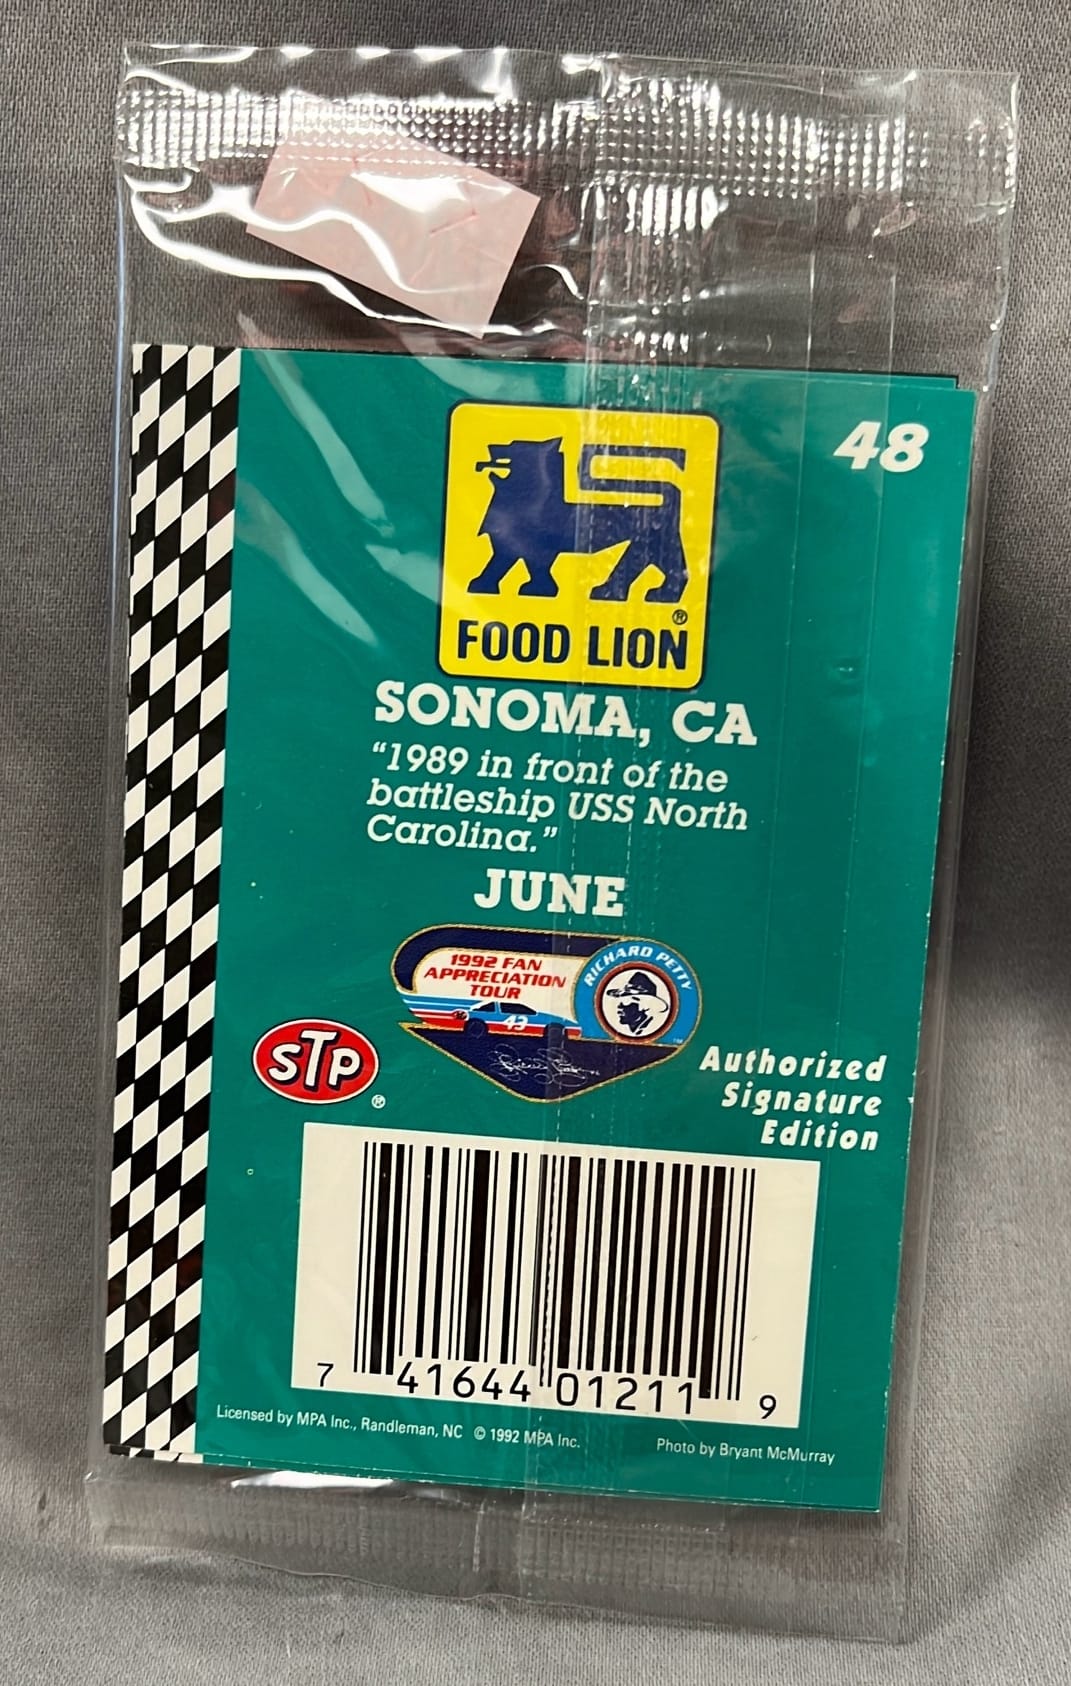 48
FOOD LION®
SONOMA, CA
“1989 in front of the
battleship USS North
Carolina.”
JUNE
1992 FAN
APPRECIATION
TOUR
RICHARD PETTY
43
TM
STP®
Authorized
Signature
Edition
7 41644 01211 9
Licensed by MPA Inc., Randleman, NC © 1992 MPA Inc.
Photo by Bryant McMurray